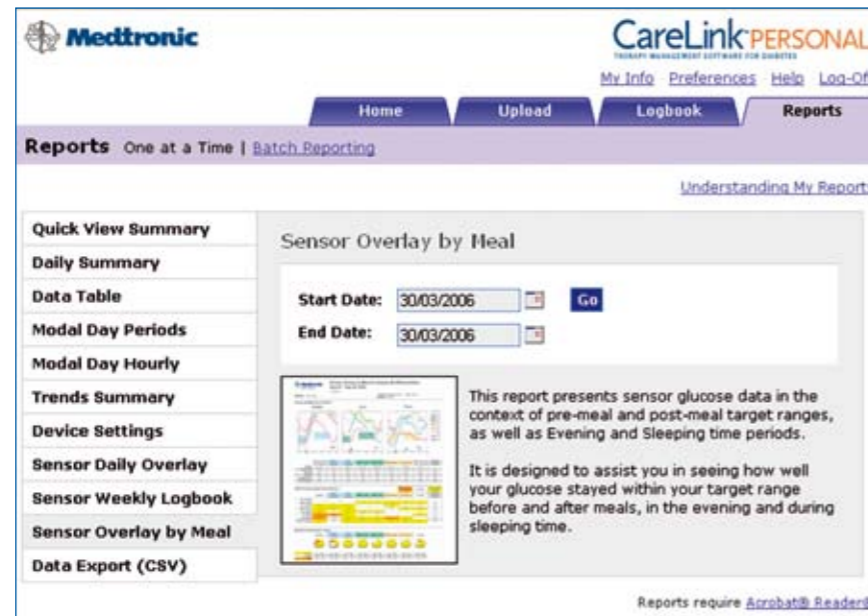 Medtronic
CareLink PERSONAL
THERAPY MANAGEMENT SOFTWARE FOR DIABETES
My Info Preferences Help Log-Of
Home Upload Logbook Reports
Reports One at a Time | Batch Reporting
Understanding My Report
Quick View Summary
Daily Summary
Data Table
Modal Day Periods
Modal Day Hourly
Trends Summary
Device Settings
Sensor Daily Overlay
Sensor Weekly Logbook
Sensor Overlay by Meal
Data Export (CSV)
Sensor Overlay by Meal
Start Date: 30/03/2006 Go
End Date: 30/03/2006
This report presents sensor glucose data in the
context of pre-meal and post-meal target ranges,
as well as Evening and Sleeping time periods.
It is designed to assist you in seeing how well
your glucose stayed within your target range
before and after meals, in the evening and during
sleeping time.
Reports require Acrobat® Reader®